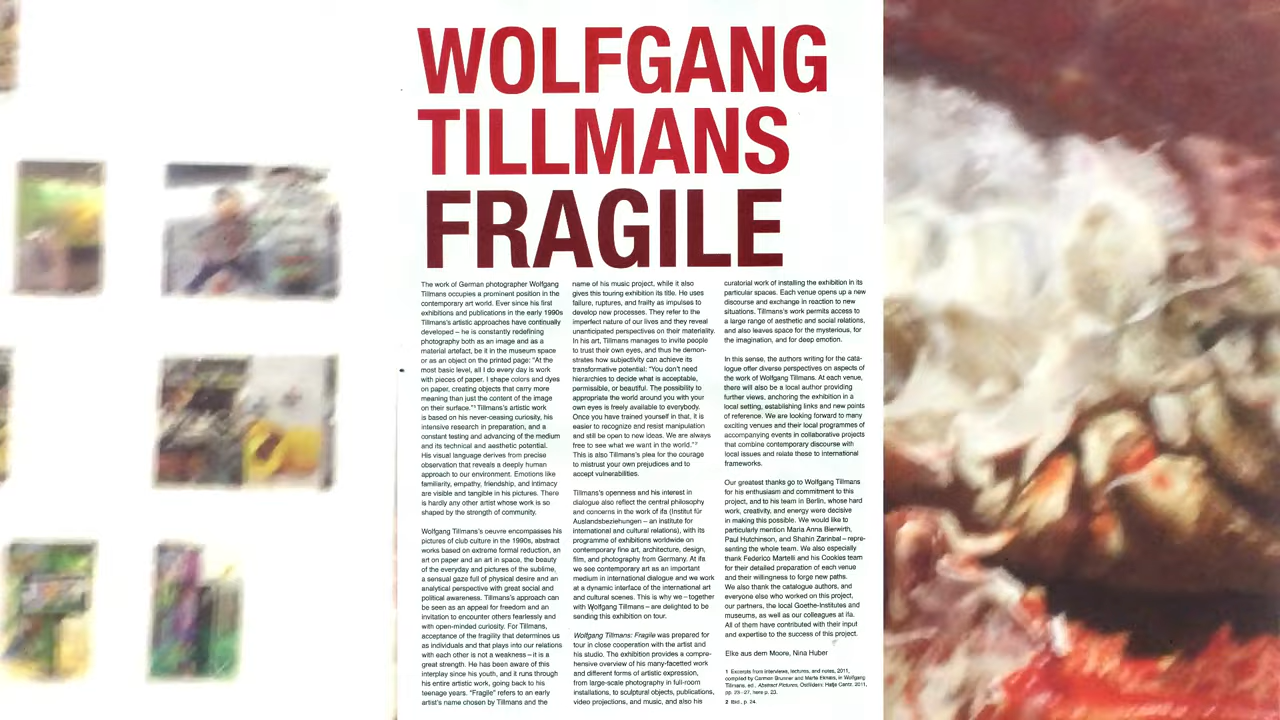 WOLFGANG
TILLMANS
FRAGILE
The work of German photographer Wolfgang
Tillmans occupies a prominent position in the
contemporary art world. Ever since his first
exhibitions and publications in the early 1990s
Tillmans's artistic approaches have continually
developed – he is constantly redefining
photography both as an image and as a
material artefact, be it in the museum space
or as an object on the printed page: "At the
most basic level, all I do every day is work
with pieces of paper. I shape colors and dyes
on paper, creating objects that carry more
meaning than just the content of the image
on their surface."¹ Tillmans's artistic work
is based on his never-ceasing curiosity, his
intensive research in preparation, and a
constant testing and advancing of the medium
and its technical and aesthetic potential.
His visual language derives from precise
observation that reveals a deeply human
approach to our environment. Emotions like
familiarity, empathy, friendship, and intimacy
are visible and tangible in his pictures. There
is hardly any other artist whose work is so
shaped by the strength of community.
Wolfgang Tillmans's oeuvre encompasses his
pictures of club culture in the 1990s, abstract
works based on extreme formal reduction, an
art on paper and an art in space, the beauty
of the everyday and pictures of the sublime,
a sensual gaze full of physical desire and an
analytical perspective with great social and
political awareness. Tillmans's approach can
be seen as an appeal for freedom and an
invitation to encounter others fearlessly and
with open-minded curiosity. For Tillmans,
acceptance of the fragility that determines us
as individuals and that plays into our relations
with each other is not a weakness – it is a
great strength. He has been aware of this
interplay since his youth, and it runs through
his entire artistic work, going back to his
teenage years. "Fragile" refers to an early
artist's name chosen by Tillmans and the
name of his music project, while it also
gives this touring exhibition its title. He uses
failure, ruptures, and frailty as impulses to
develop new processes. They refer to the
imperfect nature of our lives and they reveal
unanticipated perspectives on their materiality.
In his art, Tillmans manages to invite people
to trust their own eyes, and thus he demon-
strates how subjectivity can achieve its
transformative potential: "You don't need
hierarchies to decide what is acceptable,
permissible, or beautiful. The possibility to
appropriate the world around you with your
own eyes is freely available to everybody.
Once you have trained yourself in that, it is
easier to recognize and resist manipulation
and still be open to new ideas. We are always
free to see what we want in the world."²
This is also Tillmans's plea for the courage
to mistrust your own prejudices and to
accept vulnerabilities.
Tillmans's openness and his interest in
dialogue also reflect the central philosophy
and concerns in the work of ifa (Institut für
Auslandsbeziehungen – an institute for
international and cultural relations), with its
programme of exhibitions worldwide on
contemporary fine art, architecture, design,
film, and photography from Germany. At ifa
we see contemporary art as an important
medium in international dialogue and we work
at a dynamic interface of the international art
and cultural scenes. This is why we – together
with Wolfgang Tillmans – are delighted to be
sending this exhibition on tour.
Wolfgang Tillmans: Fragile was prepared for
tour in close cooperation with the artist and
his studio. The exhibition provides a compre-
hensive overview of his many-facetted work
and different forms of artistic expression,
from large-scale photography in full-room
installations, to sculptural objects, publications,
video projections, and music, and also his
curatorial work of installing the exhibition in its
particular spaces. Each venue opens up a new
discourse and exchange in reaction to new
situations. Tillmans's work permits access to
a large range of aesthetic and social relations,
and also leaves space for the mysterious, for
the imagination, and for deep emotion.
In this sense, the authors writing for the cata-
logue offer diverse perspectives on aspects of
the work of Wolfgang Tillmans. At each venue,
there will also be a local author providing
further views, anchoring the exhibition in a
local setting, establishing links and new points
of reference. We are looking forward to many
exciting venues and their local programmes of
accompanying events in collaborative projects
that combine contemporary discourse with
local issues and relate these to international
frameworks.
Our greatest thanks go to Wolfgang Tillmans
for his enthusiasm and commitment to this
project, and to his team in Berlin, whose hard
work, creativity, and energy were decisive
in making this possible. We would like to
particularly mention Maria Anna Bierwirth,
Paul Hutchinson, and Shahin Zarinbal – repre-
senting the whole team. We also especially
thank Federico Martelli and his Cookies team
for their detailed preparation of each venue
and their willingness to forge new paths.
We also thank the catalogue authors, and
everyone else who worked on this project,
our partners, the local Goethe-Institutes and
museums, as well as our colleagues at ifa.
All of them have contributed with their input
and expertise to the success of this project.
Elke aus dem Moore, Nina Huber
1 Excerpts from interviews, lectures, and notes, 2011,
compiled by Carmen Brunner and Marte Eknæs, in Wolfgang
Tillmans, ed., Abstract Pictures, Ostfildern: Hatje Cantz, 2011,
pp. 23–27, here p. 23.
2 Ibid., p. 24.